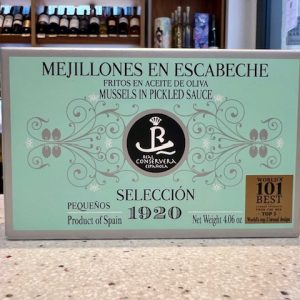 MEJILLONES EN ESCABECHE
FRITOS EN ACEITE DE OLIVA
MUSSELS IN PICKLED SAUCE
REAL
CONSERVERA
ESPAÑOLA
SELECCIÓN
PEQUEÑOS
1920
Product of Spain
Net Weight 4.06 oz
WORLD'S
101
BEST
TOP 5